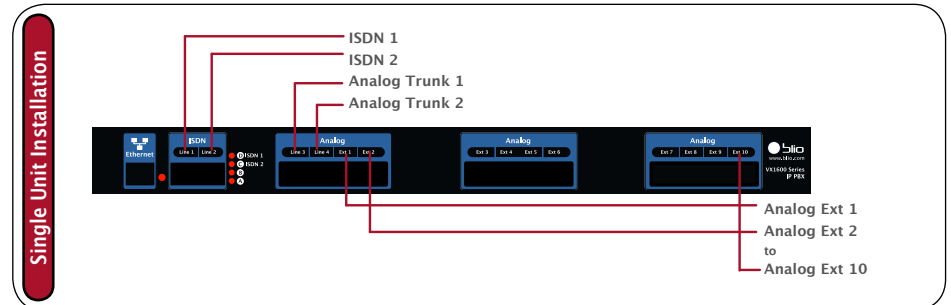 Single Unit Installation
ISDN 1
ISDN 2
Analog Trunk 1
Analog Trunk 2
Ethernet
ISDN
Line 1 Line 2
D ISDN 1
C ISDN 2
B
A
Analog
Line 3 Line 4 Ext 1 Ext 2
Analog
Ext 3 Ext 4 Ext 5 Ext 6
Analog
Ext 7 Ext 8 Ext 9 Ext 10
blio
www.blio.com
VX1600 Series
IP PBX
Analog Ext 1
Analog Ext 2
to
Analog Ext 10